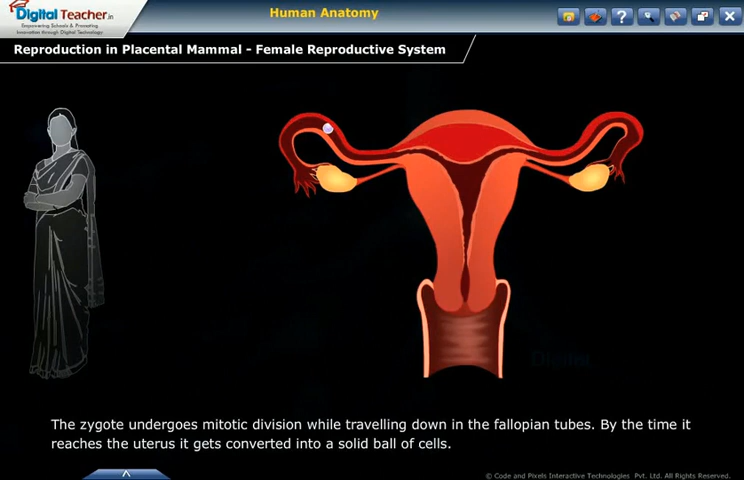 Digital Teacher.in
Empowering Schools & Promoting
Innovation through Digital Technology
Human Anatomy
?
Reproduction in Placental Mammal - Female Reproductive System
Digital
The zygote undergoes mitotic division while travelling down in the fallopian tubes. By the time it
reaches the uterus it gets converted into a solid ball of cells.
© Code and Pixels Interactive Technologies Pvt. Ltd. All Rights Reserved.